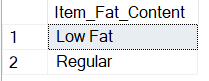 Item_Fat_Content
1 Low Fat
2 Regular